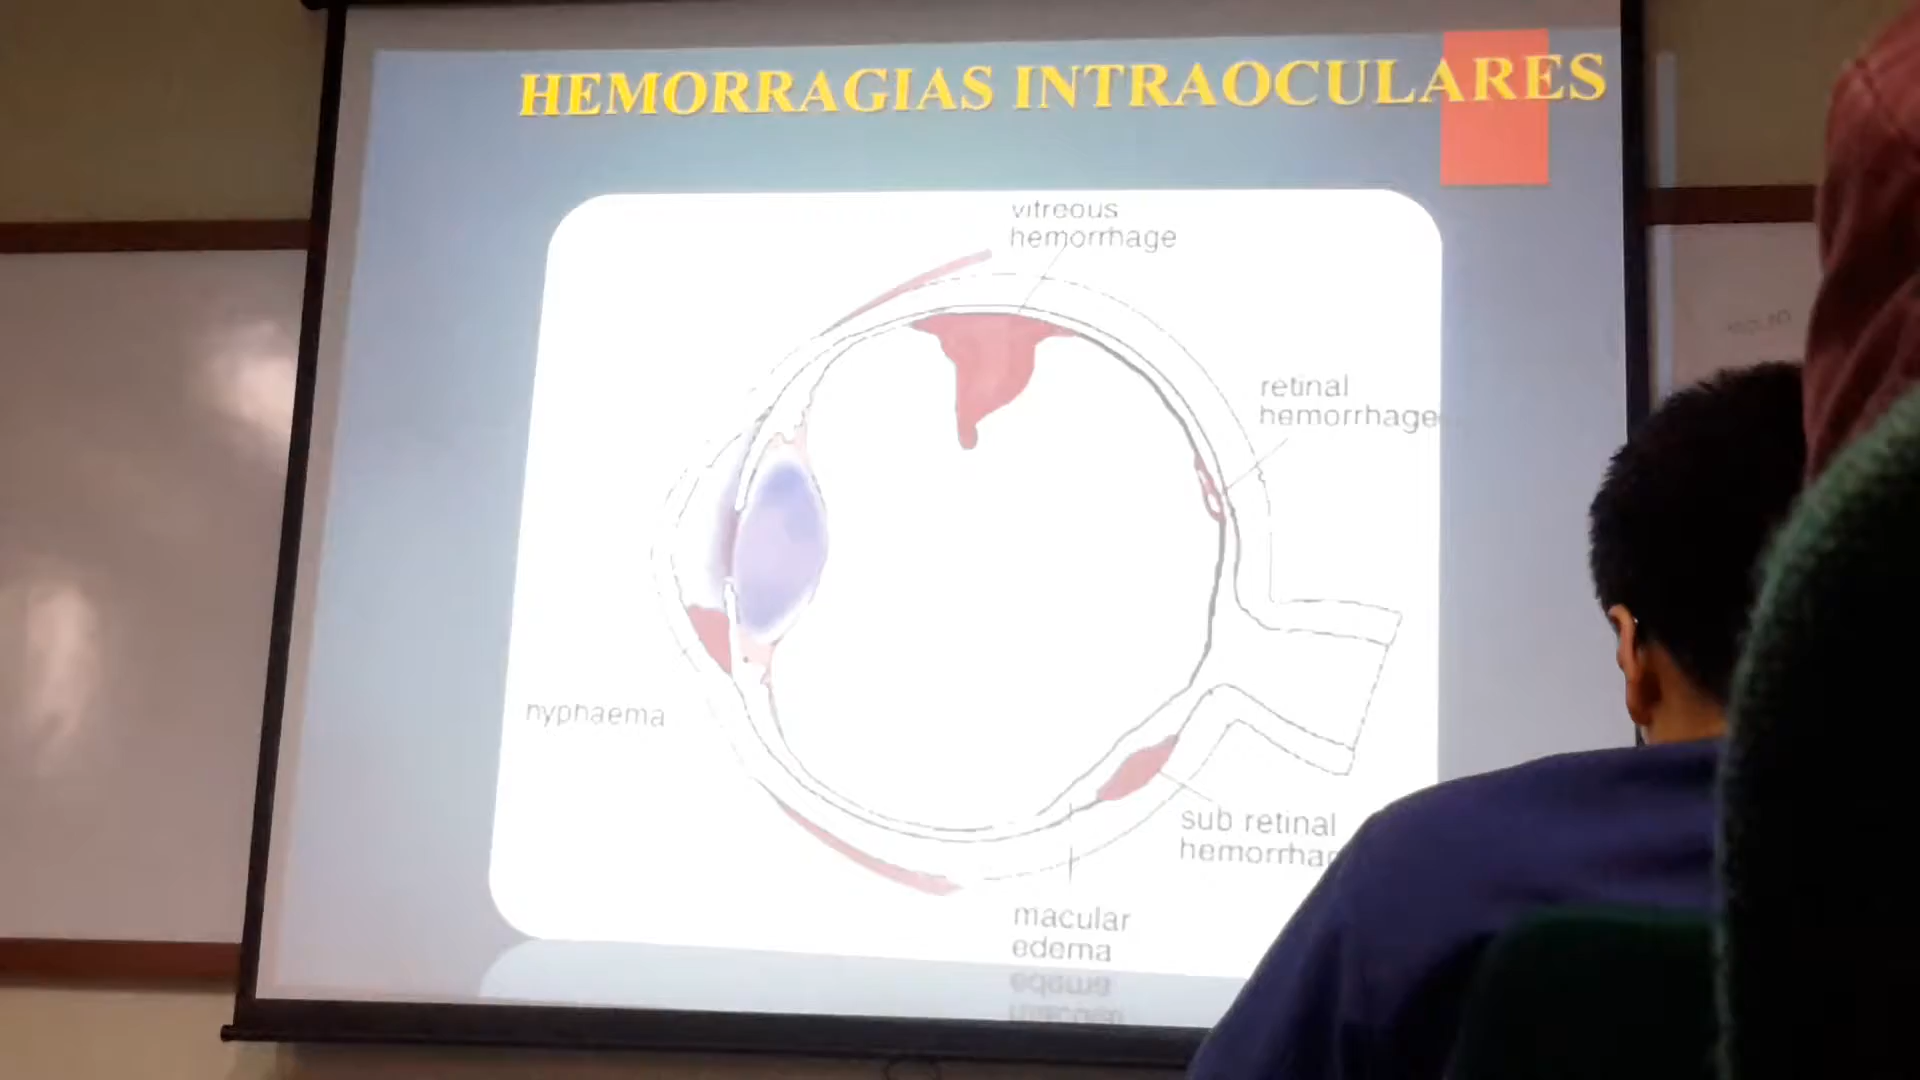 HEMORRAGIAS INTRAOCULARES
vitreous
hemorrhage
retinal
hemorrhage
hyphaema
sub retinal
macular
edema